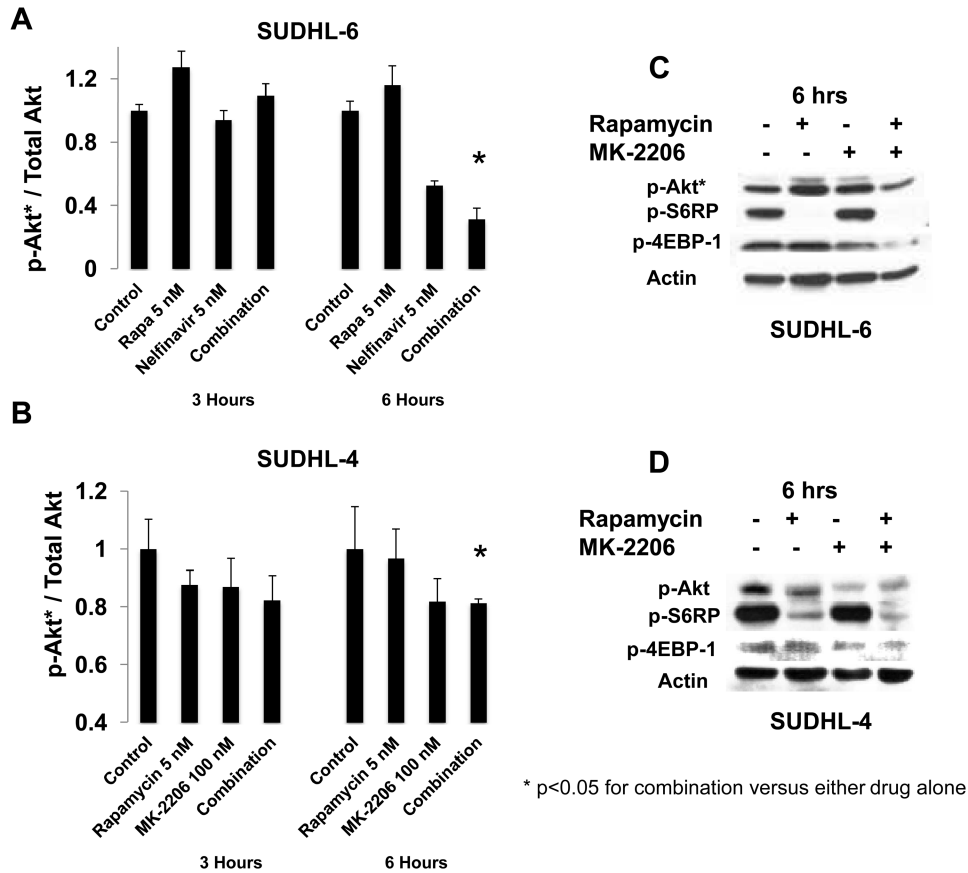 A
SUDHL-6
p-Akt* / Total Akt
1.2
0.8
0.4
0
*
Control
Rapa 5 nM
Nelfinavir 5 nM
Combination
Control
Rapa 5 nM
Nelfinavir 5 nM
Combination
3 Hours
6 Hours
B
SUDHL-4
p-Akt* / Total Akt
1.2
1
0.8
0.6
0.4
*
Control
Rapamycin 5 nM
MK-2206 100 nM
Combination
Control
Rapamycin 5 nM
MK-2206 100 nM
Combination
3 Hours
6 Hours
C
6 hrs
Rapamycin - + - +
MK-2206 - - + +
p-Akt*
p-S6RP
p-4EBP-1
Actin
SUDHL-6
D
6 hrs
Rapamycin - + - +
MK-2206 - - + +
p-Akt
p-S6RP
p-4EBP-1
Actin
SUDHL-4
* p<0.05 for combination versus either drug alone